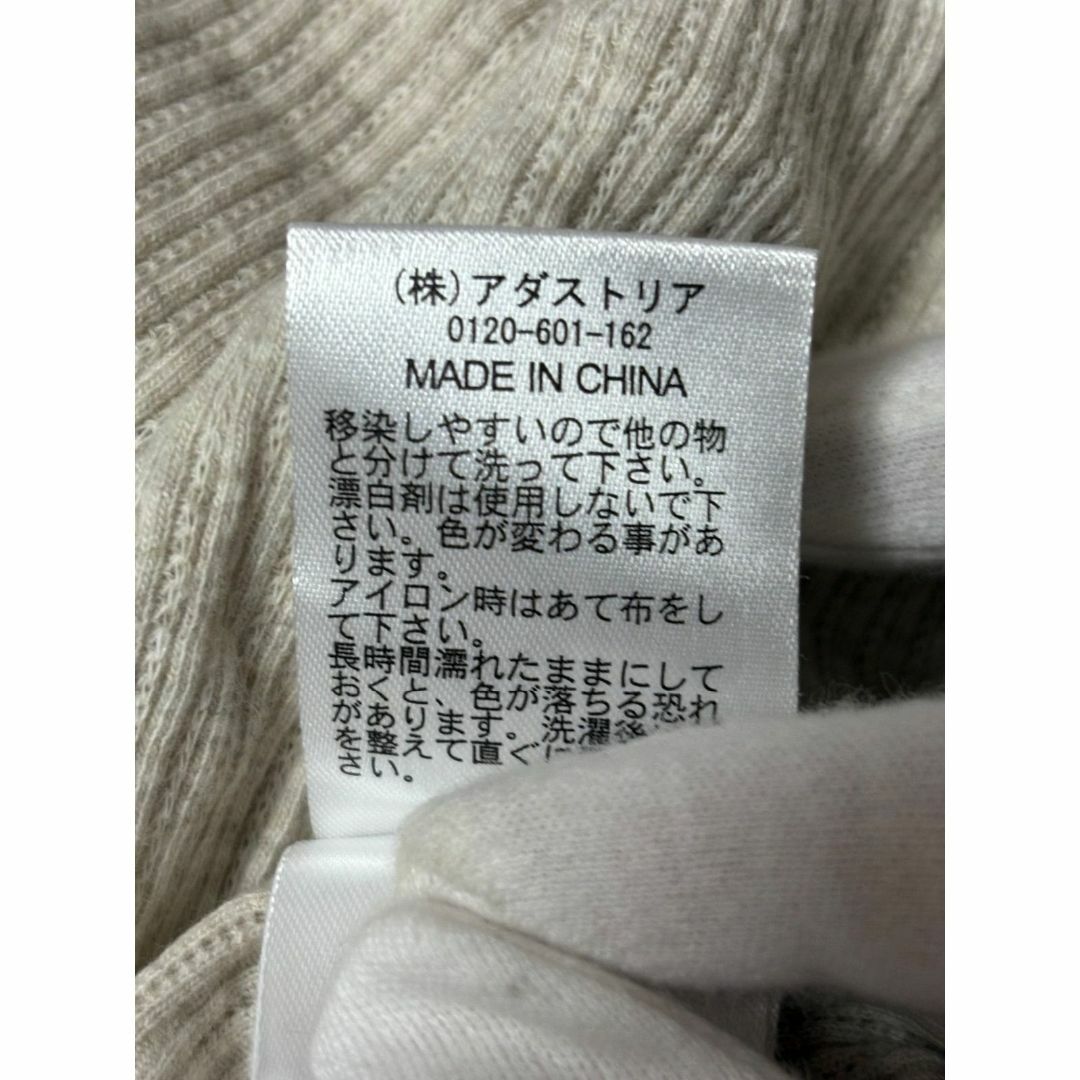 (株)アダストリア
0120-601-162
MADE IN CHINA
移染しやすいので他の物
と分けて洗って下さい。
漂白剤は使用しないで下
さい。色が変わる事があ
ります。
アイロン時はあて布をし
て下さい。
長時間濡れたままにして
おくと、色が落ちる恐れ
があります。洗濯後
を整えて直ぐに
さい。